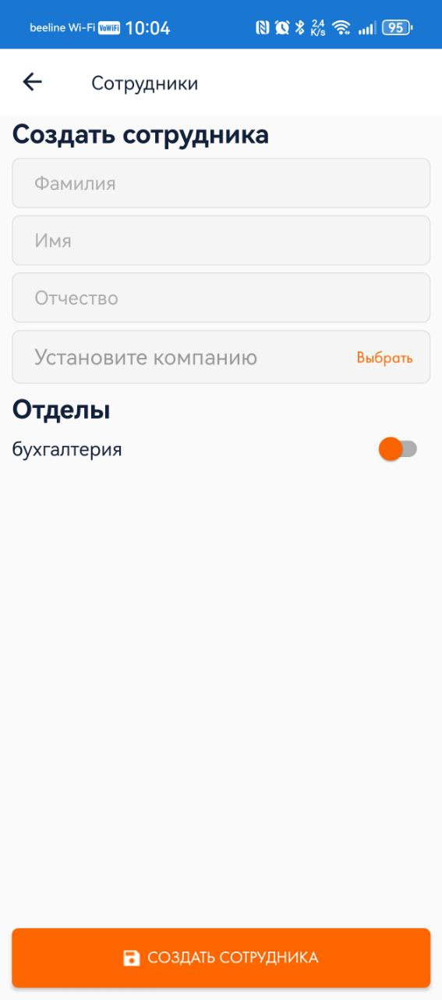 beeline Wi-Fi VoWiFi 10:04 2,4 K/s 95
Сотрудники
Создать сотрудника
Фамилия
Имя
Отчество
Установите компанию Выбрать
Отделы
бухгалтерия
СОЗДАТЬ СОТРУДНИКА